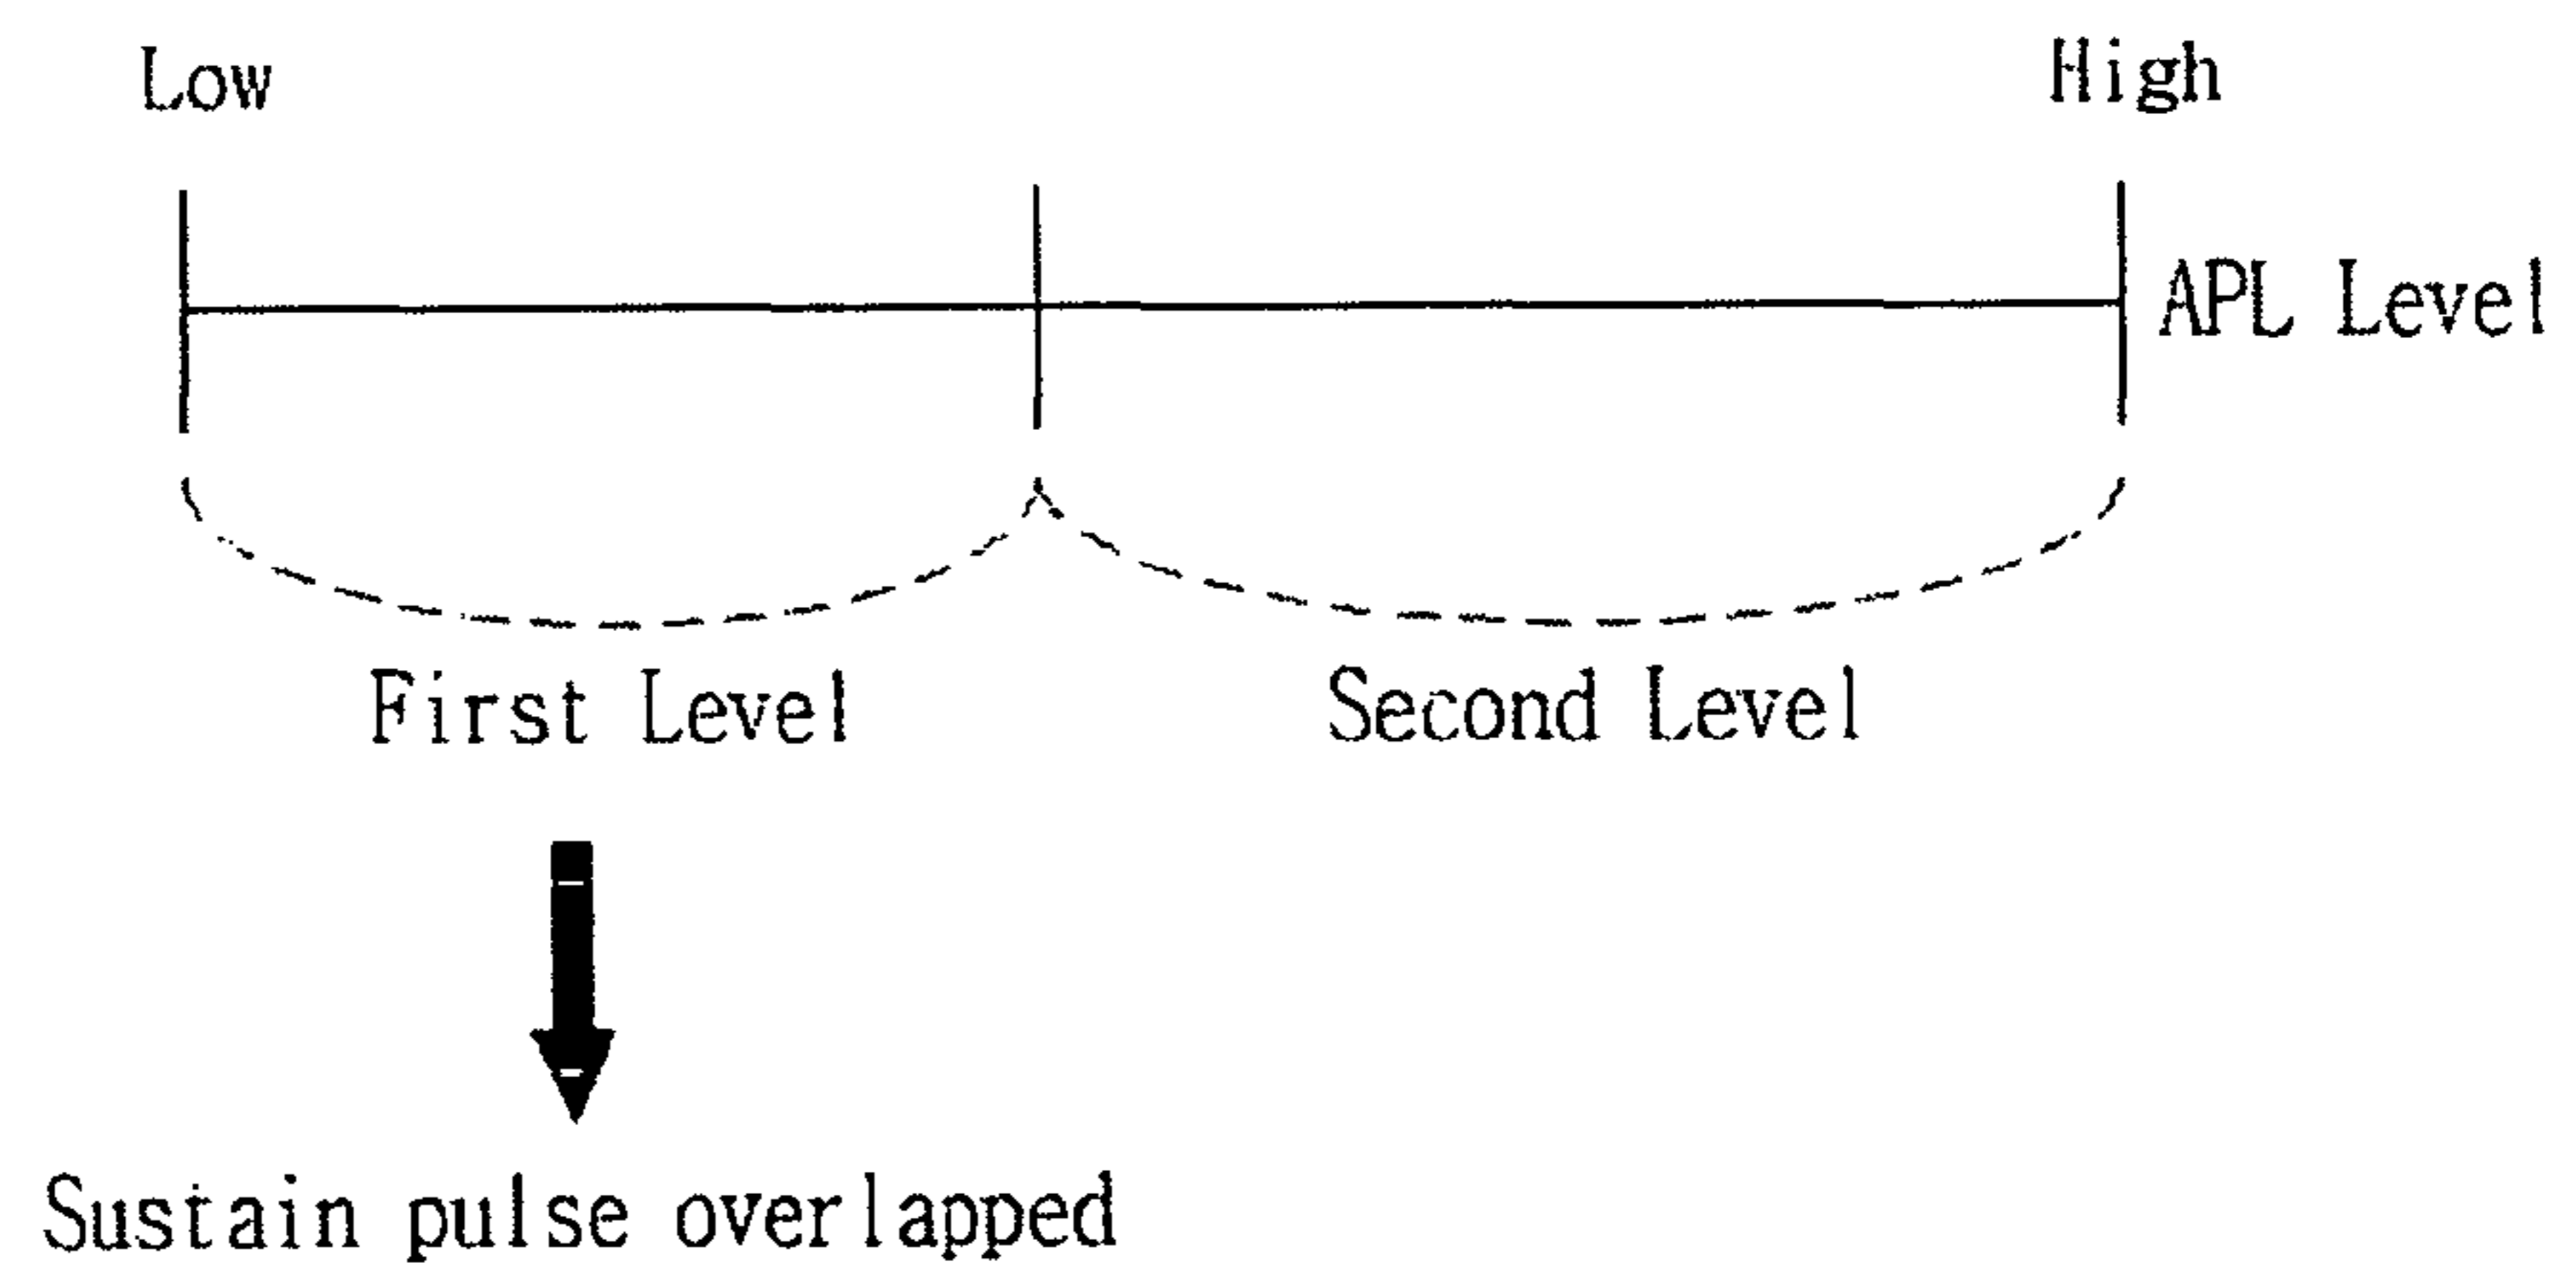 Low
High
APL Level
First Level
Second Level
Sustain pulse overlapped